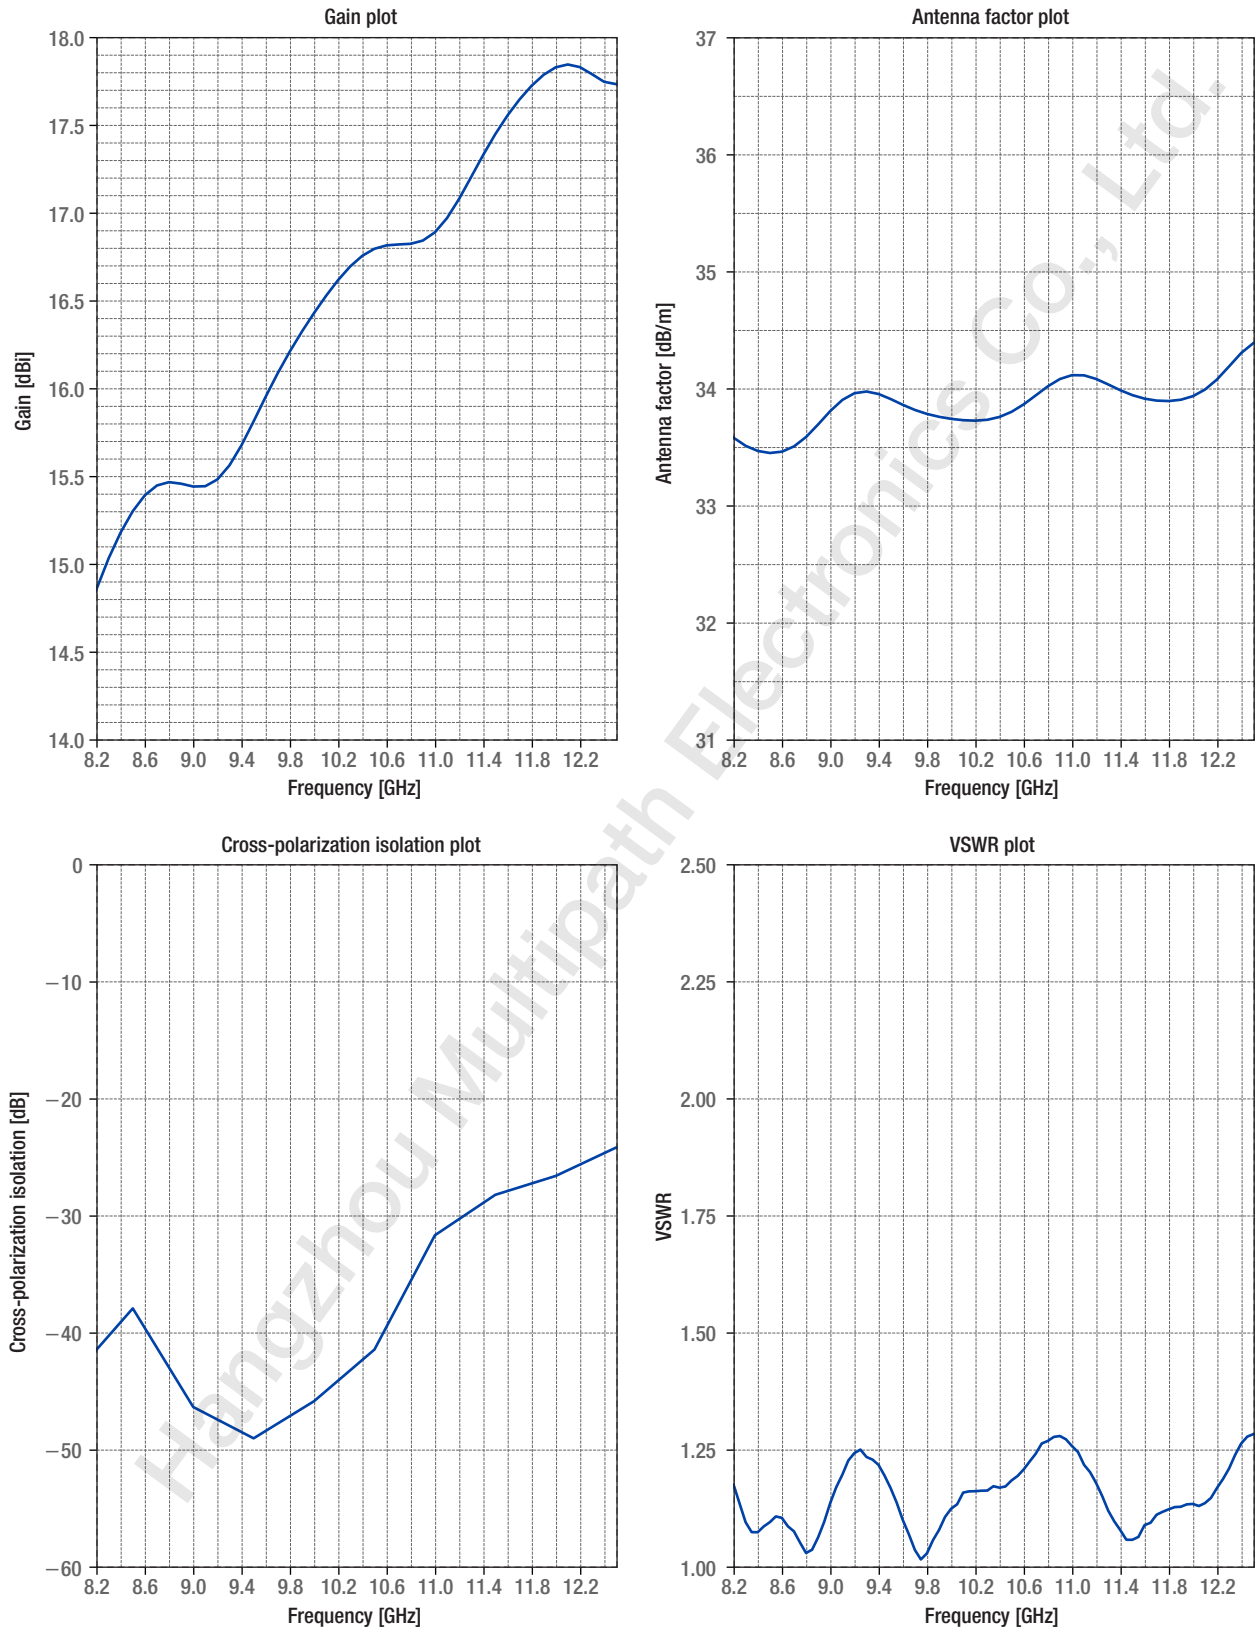 Gain plot
18.0
17.5
17.0
16.5
16.0
15.5
15.0
14.5
14.0
Gain [dBi]
8.2 8.6 9.0 9.4 9.8 10.2 10.6 11.0 11.4 11.8 12.2
Frequency [GHz]
Antenna factor plot
37
36
35
34
33
32
31
Antenna factor [dB/m]
8.2 8.6 9.0 9.4 9.8 10.2 10.6 11.0 11.4 11.8 12.2
Frequency [GHz]
Cross-polarization isolation plot
0
−10
−20
−30
−40
−50
−60
Cross-polarization isolation [dB]
8.2 8.6 9.0 9.4 9.8 10.2 10.6 11.0 11.4 11.8 12.2
Frequency [GHz]
VSWR plot
2.50
2.25
2.00
1.75
1.50
1.25
1.00
VSWR
8.2 8.6 9.0 9.4 9.8 10.2 10.6 11.0 11.4 11.8 12.2
Frequency [GHz]
Hangzhou Multipath Electronics Co., Ltd.